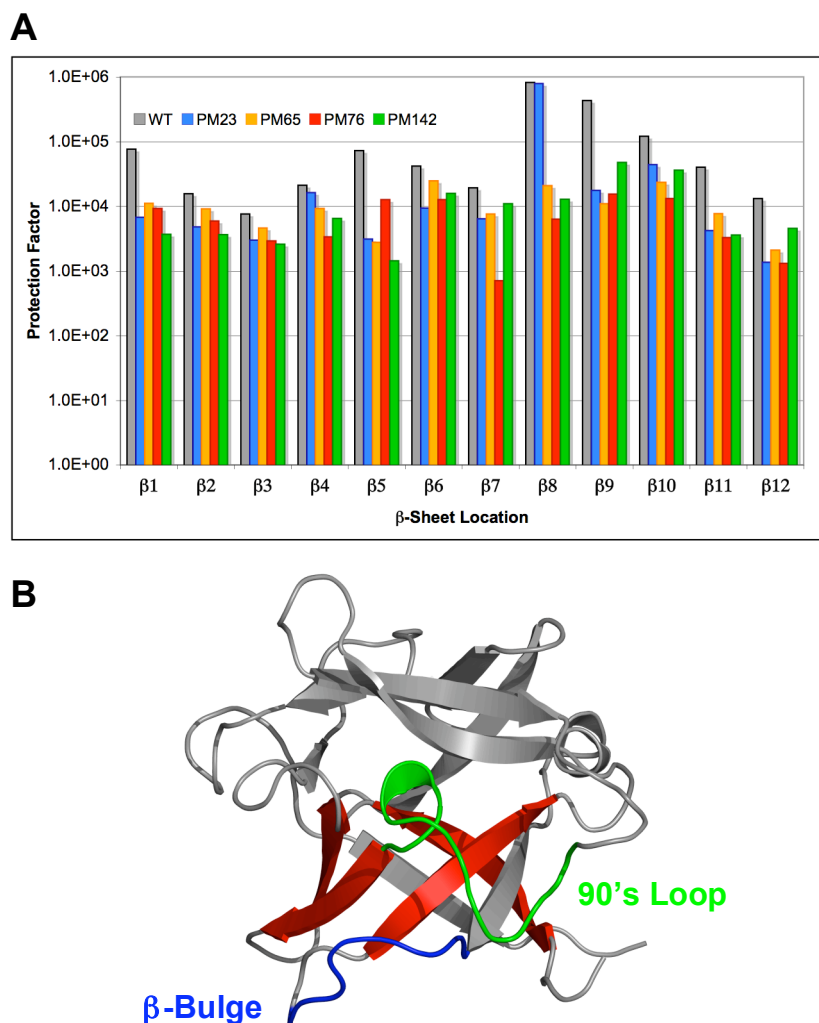 A
1.0E+06
1.0E+05
1.0E+04
1.0E+03
1.0E+02
1.0E+01
1.0E+00
Protection Factor
WT PM23 PM65 PM76 PM142
β1 β2 β3 β4 β5 β6 β7 β8 β9 β10 β11 β12
β-Sheet Location
B
90's Loop
β-Bulge